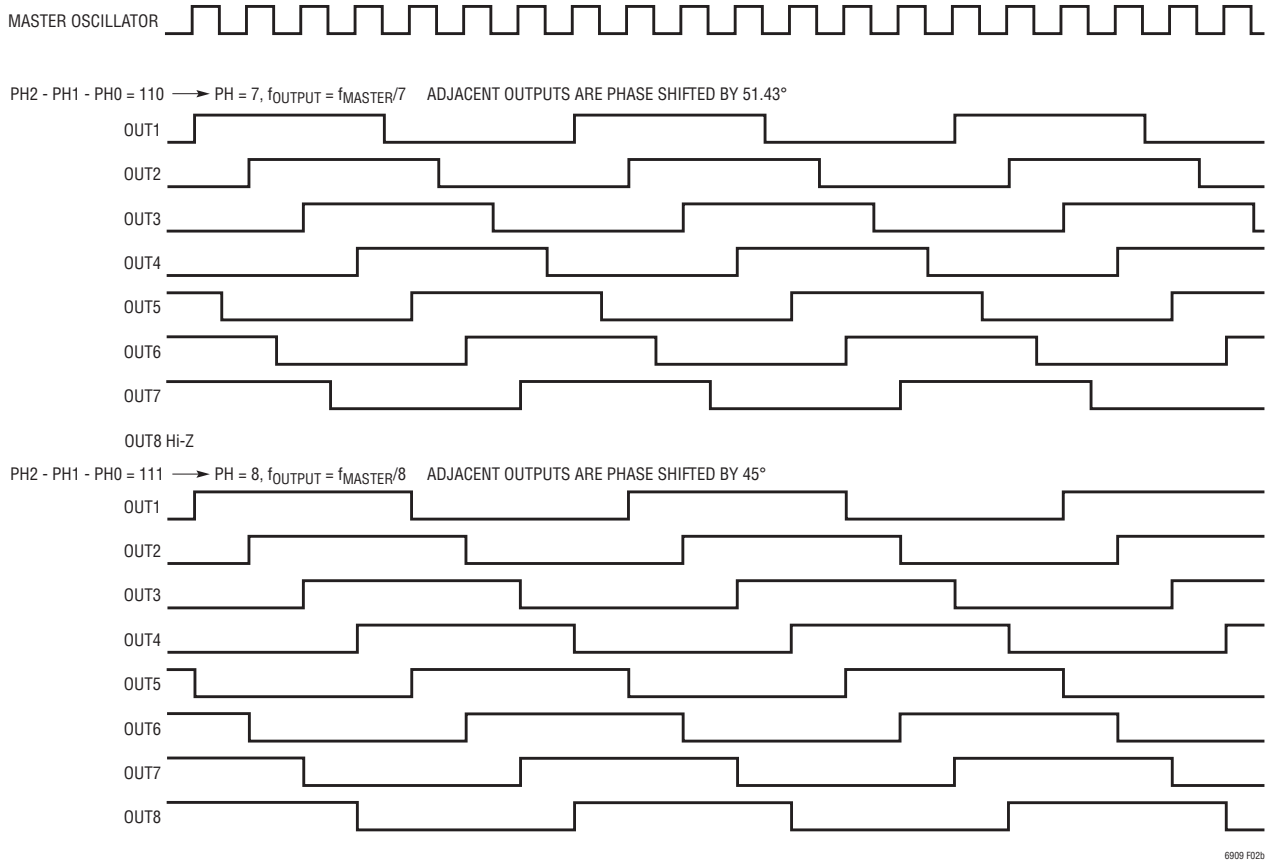 MASTER OSCILLATOR
PH2 - PH1 - PH0 = 110 → PH = 7, fOUTPUT = fMASTER/7 ADJACENT OUTPUTS ARE PHASE SHIFTED BY 51.43°
OUT1
OUT2
OUT3
OUT4
OUT5
OUT6
OUT7
OUT8 Hi-Z
PH2 - PH1 - PH0 = 111 → PH = 8, fOUTPUT = fMASTER/8 ADJACENT OUTPUTS ARE PHASE SHIFTED BY 45°
OUT1
OUT2
OUT3
OUT4
OUT5
OUT6
OUT7
OUT8
6909 F02b